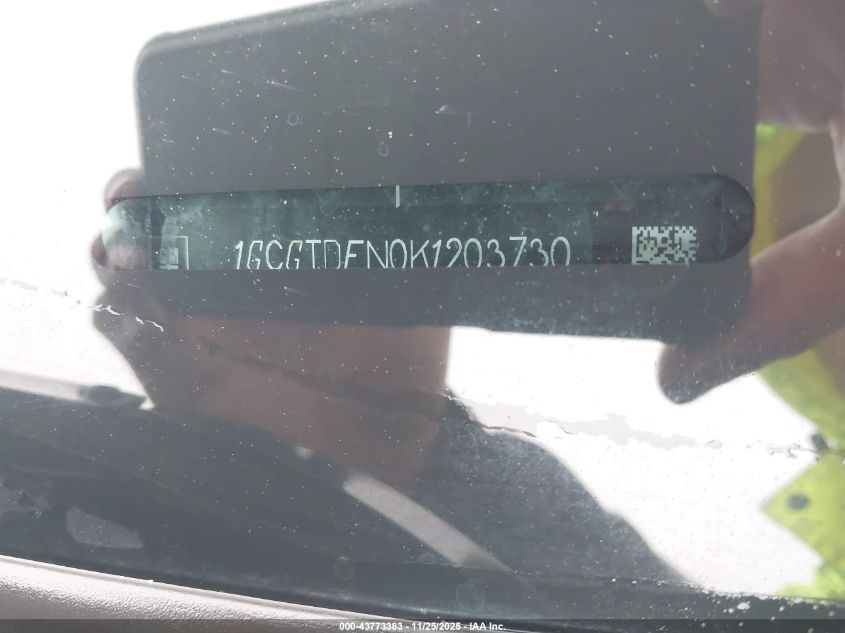 1GCGTDEN0K1203730
000-43773383 - 11/25/2025 - IAA Inc.